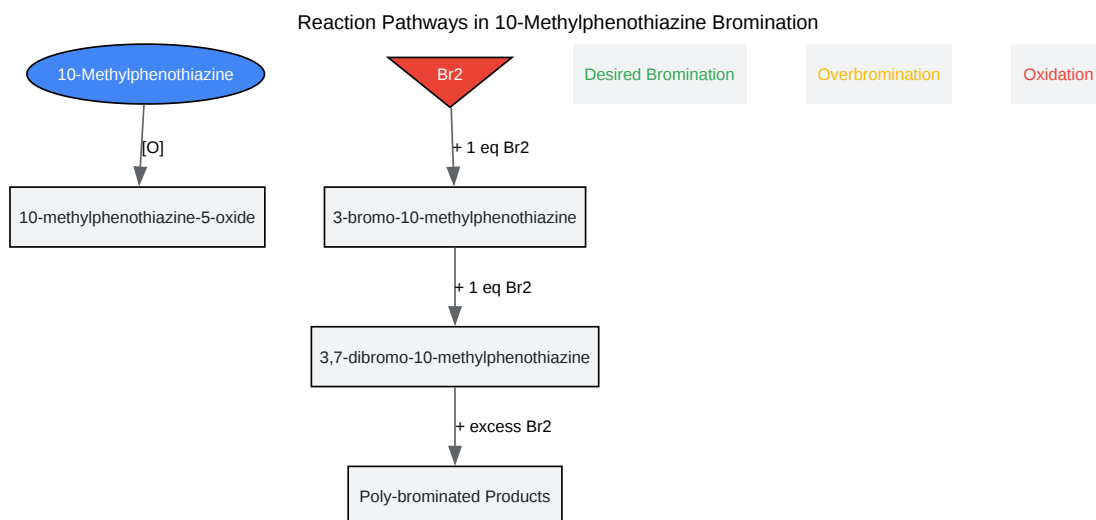 Reaction Pathways in 10-Methylphenothiazine Bromination
10-Methylphenothiazine
Br2
Desired Bromination
Overbromination
Oxidation
[O]
+ 1 eq Br2
10-methylphenothiazine-5-oxide
3-bromo-10-methylphenothiazine
+ 1 eq Br2
3,7-dibromo-10-methylphenothiazine
+ excess Br2
Poly-brominated Products